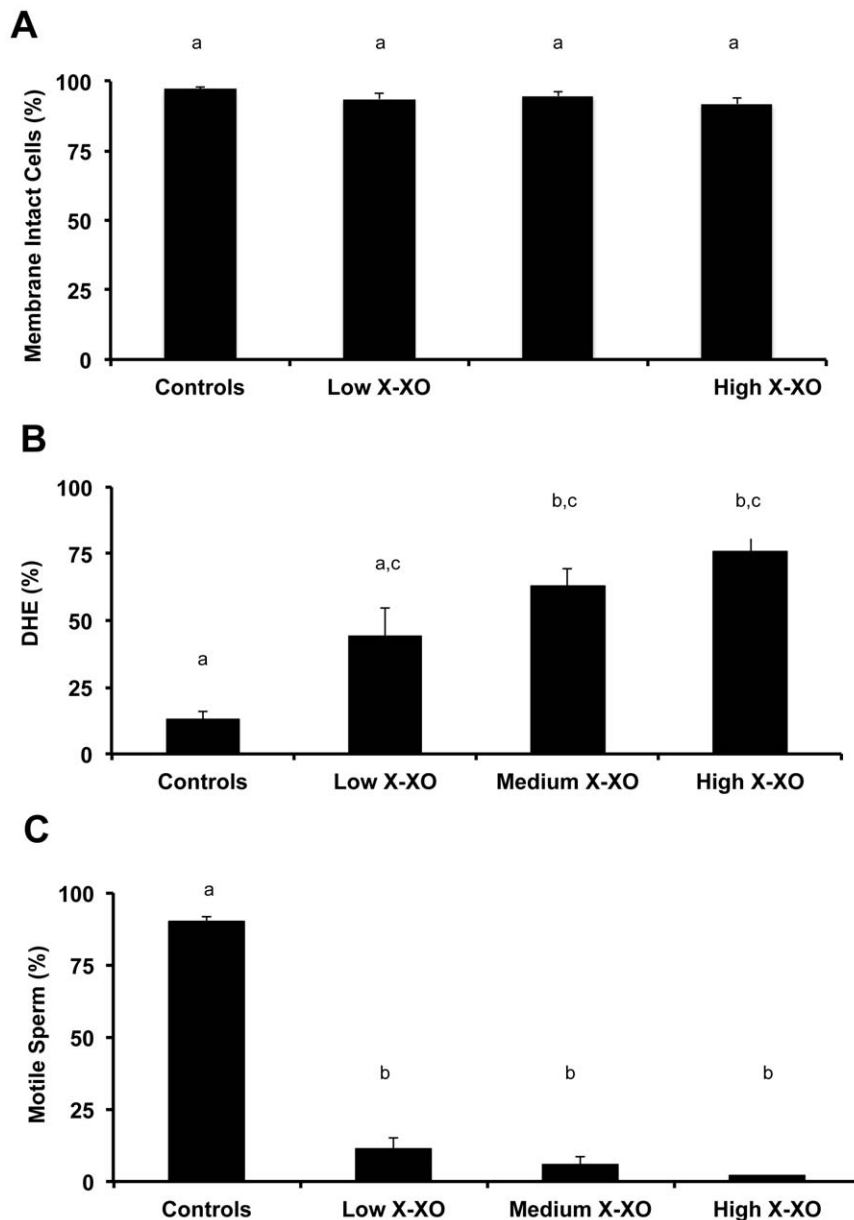 A
a a a a
Membrane Intact Cells (%)
100
75
50
25
0
Controls Low X-XO High X-XO
B
DHE (%)
100
75
50
25
0
a
a,c
b,c b,c
Controls Low X-XO Medium X-XO High X-XO
C
Motile Sperm (%)
100
75
50
25
0
a
b b b
Controls Low X-XO Medium X-XO High X-XO